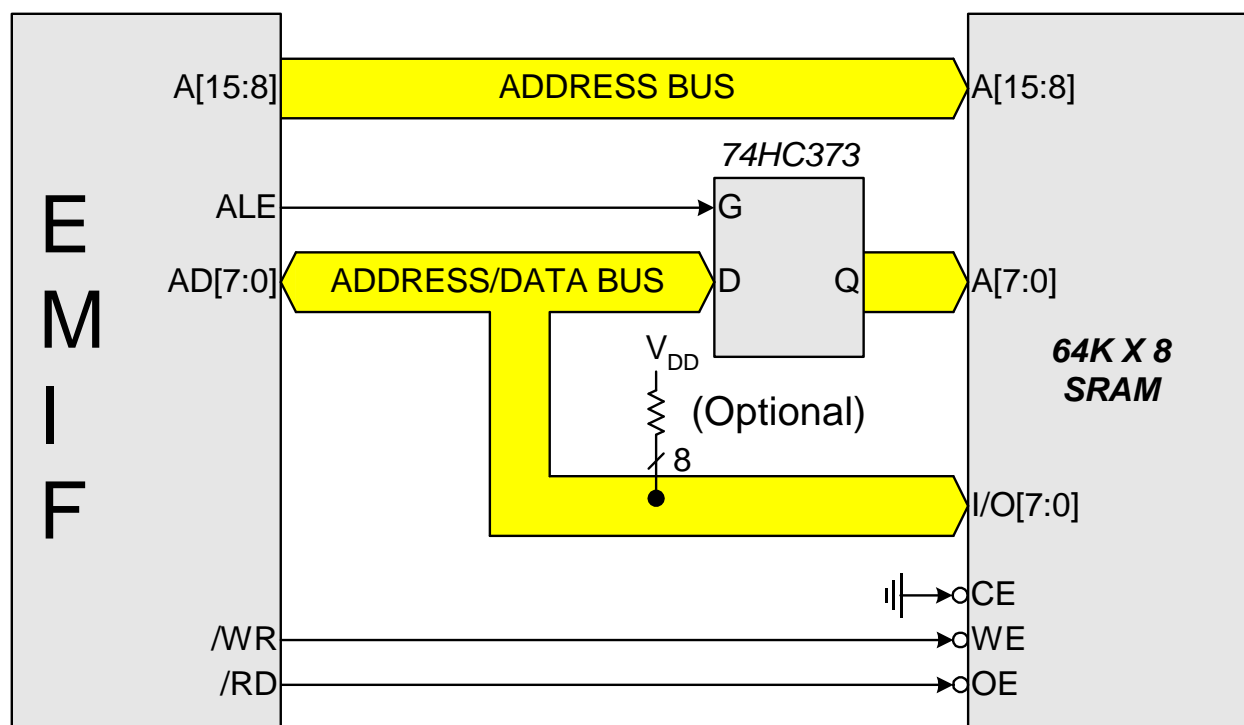 A[15:8]
ADDRESS BUS
A[15:8]
74HC373
ALE
G
EMIF
AD[7:0]
ADDRESS/DATA BUS
D
Q
A[7:0]
VDD
(Optional)
8
64K X 8
SRAM
I/O[7:0]
CE
/WR
WE
/RD
OE